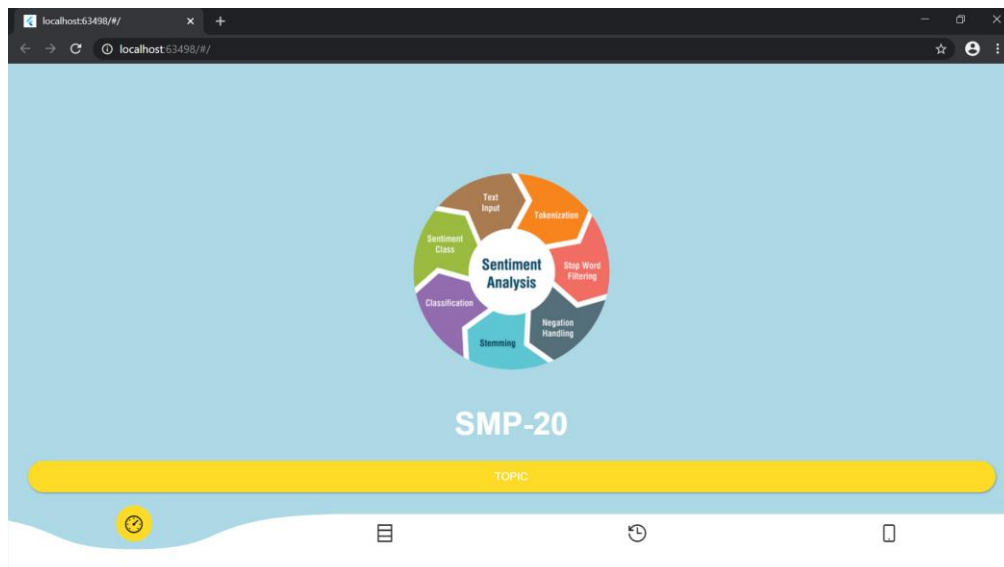 localhost:63498/#/
localhost:63498/#/
Text
Input
Tokenization
Sentiment
Class
Stop Word
Filtering
Sentiment
Analysis
Classification
Negation
Handling
Stemming
SMP-20
TOPIC